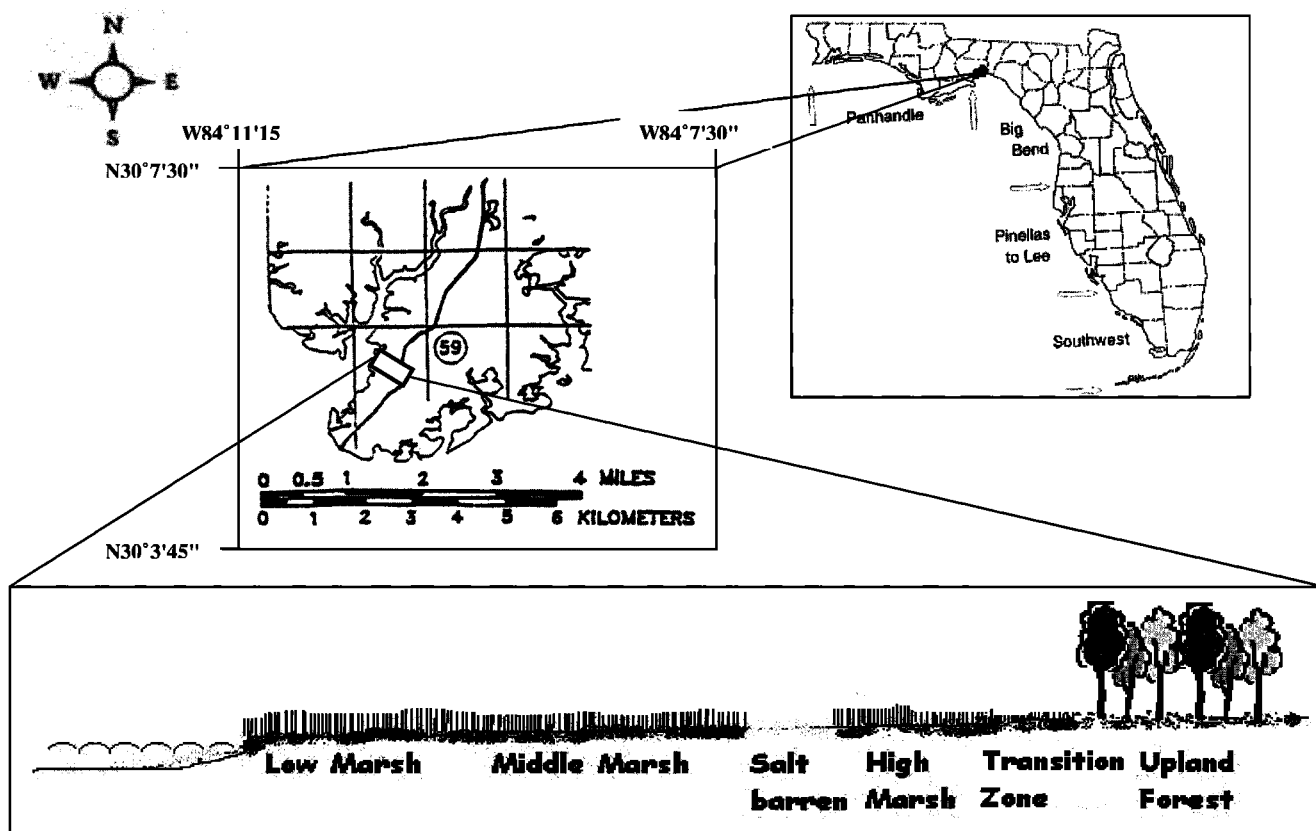 N
W E
S
W84°11'15
W84°7'30"
N30°7'30"
Panhandle
Big
Bend
Pinellas
to Lee
Southwest
59
0 0.5 1 2 3 4 MILES
0 1 2 3 4 5 6 KILOMETERS
N30°3'45"
Low Marsh
Middle Marsh
Salt
barren
High
Marsh
Transition
Zone
Upland
Forest